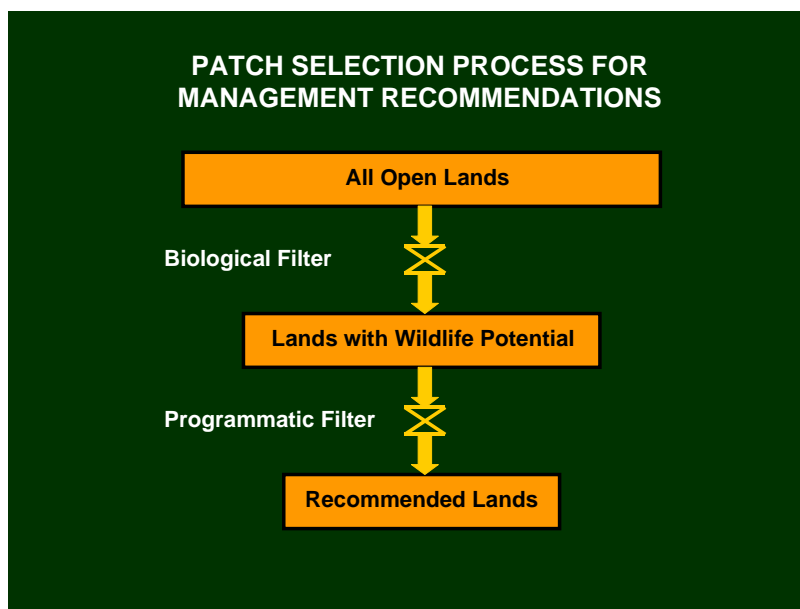 PATCH SELECTION PROCESS FOR
MANAGEMENT RECOMMENDATIONS
All Open Lands
Biological Filter
Lands with Wildlife Potential
Programmatic Filter
Recommended Lands